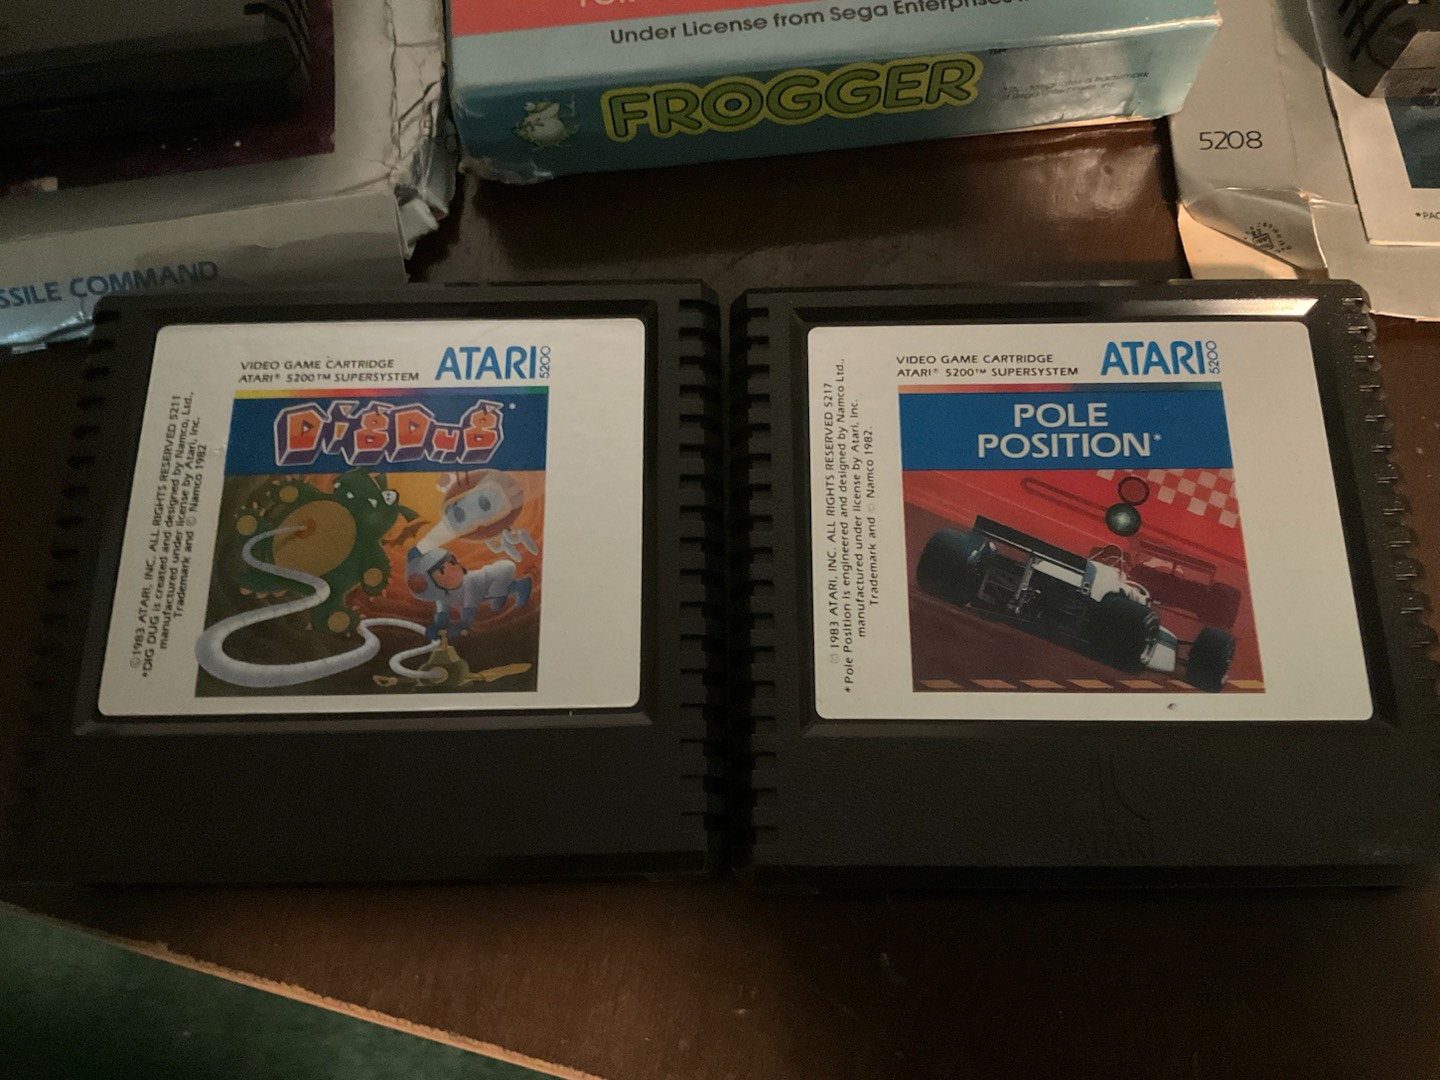 Under License from Sega Enterprises
FROGGER
5208
SSILE COMMAND
VIDEO GAME CARTRIDGE
ATARI® 5200™ SUPERSYSTEM
ATARI 5200
DigDug*
©1983 ATARI, INC. ALL RIGHTS RESERVED 5211
*DIG DUG is created and designed by Namco, Ltd.,
manufactured under license by Atari, Inc.
Trademark and © Namco 1982
VIDEO GAME CARTRIDGE
ATARI® 5200™ SUPERSYSTEM
ATARI 5200
POLE
POSITION*
©1983 ATARI, INC. ALL RIGHTS RESERVED 5217
*Pole Position is engineered and designed by Namco Ltd.,
manufactured under license by Atari, Inc.
Trademark and © Namco 1982.
ATARI